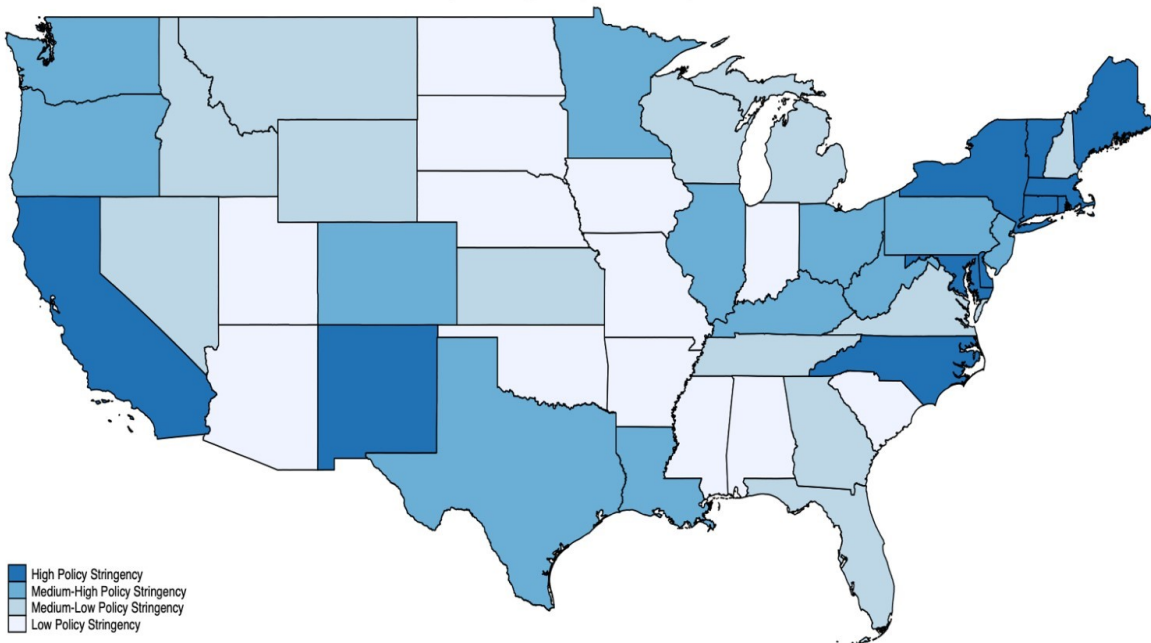 High Policy Stringency
Medium-High Policy Stringency
Medium-Low Policy Stringency
Low Policy Stringency